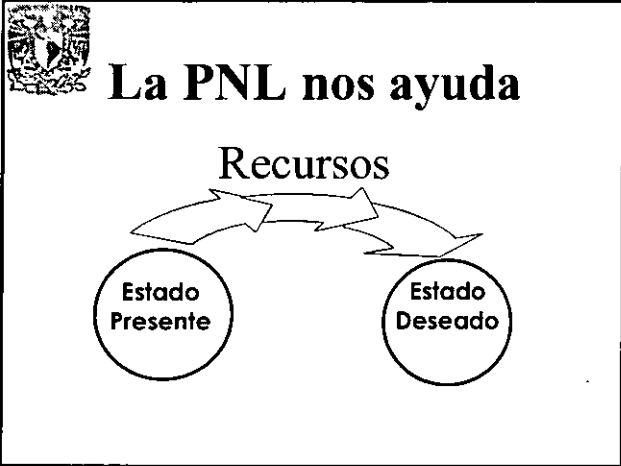 La PNL nos ayuda
Recursos
Estado
Presente
Estado
Deseado